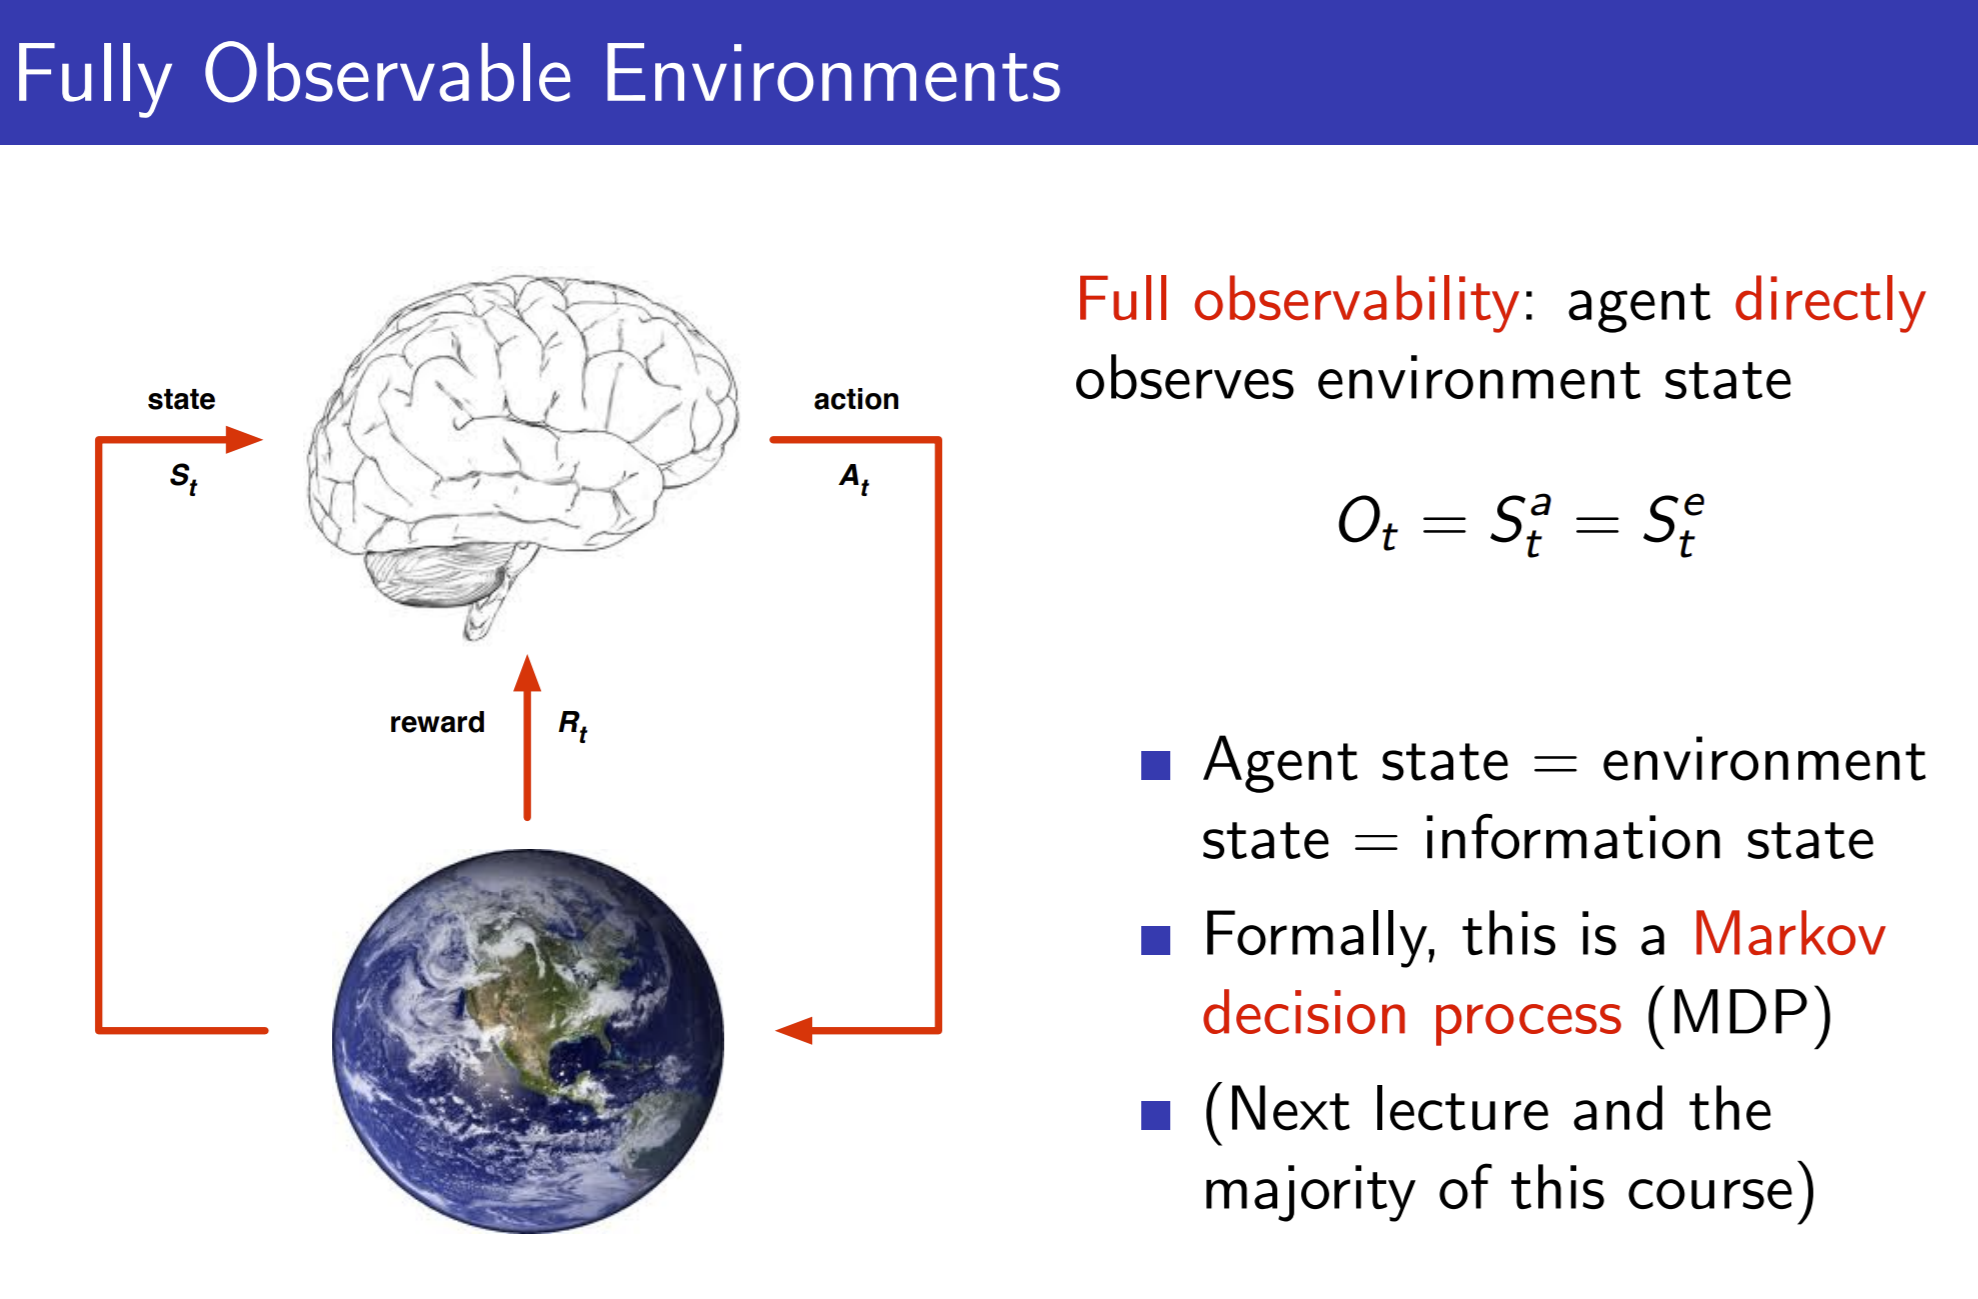 Fully Observable Environments
state
S_t
action
A_t
reward
R_t
Full observability: agent directly
observes environment state
O_t = S_t^a = S_t^e
Agent state = environment
state = information state
Formally, this is a Markov
decision process (MDP)
(Next lecture and the
majority of this course)